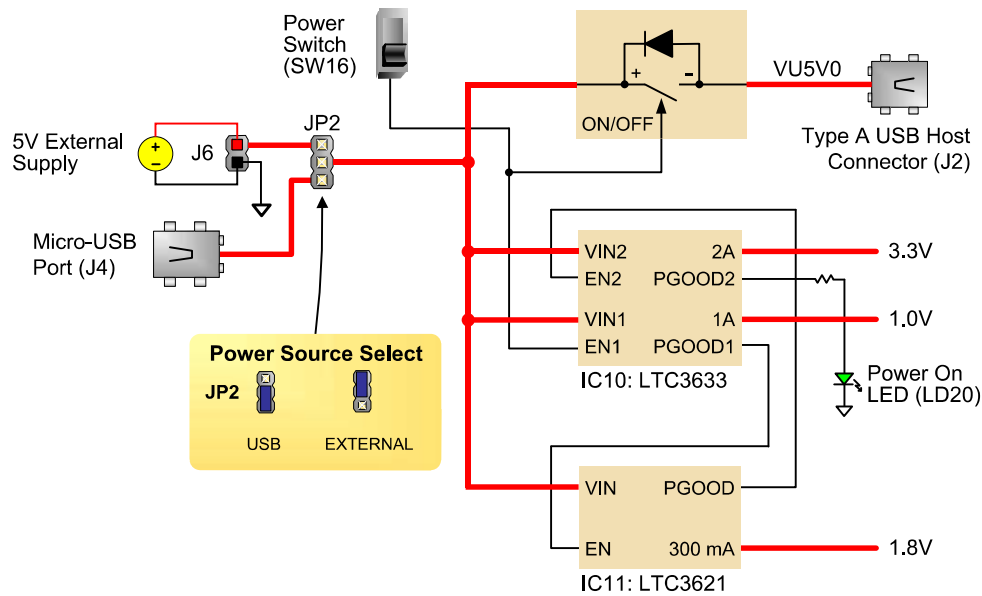 Power
Switch
(SW16)
ON/OFF
+
-
VU5V0
Type A USB Host
Connector (J2)
5V External
Supply
+
-
J6
JP2
Micro-USB
Port (J4)
Power Source Select
JP2
USB
EXTERNAL
VIN2
EN2
VIN1
EN1
2A
PGOOD2
1A
PGOOD1
IC10: LTC3633
3.3V
1.0V
Power On
LED (LD20)
VIN
EN
PGOOD
300 mA
IC11: LTC3621
1.8V